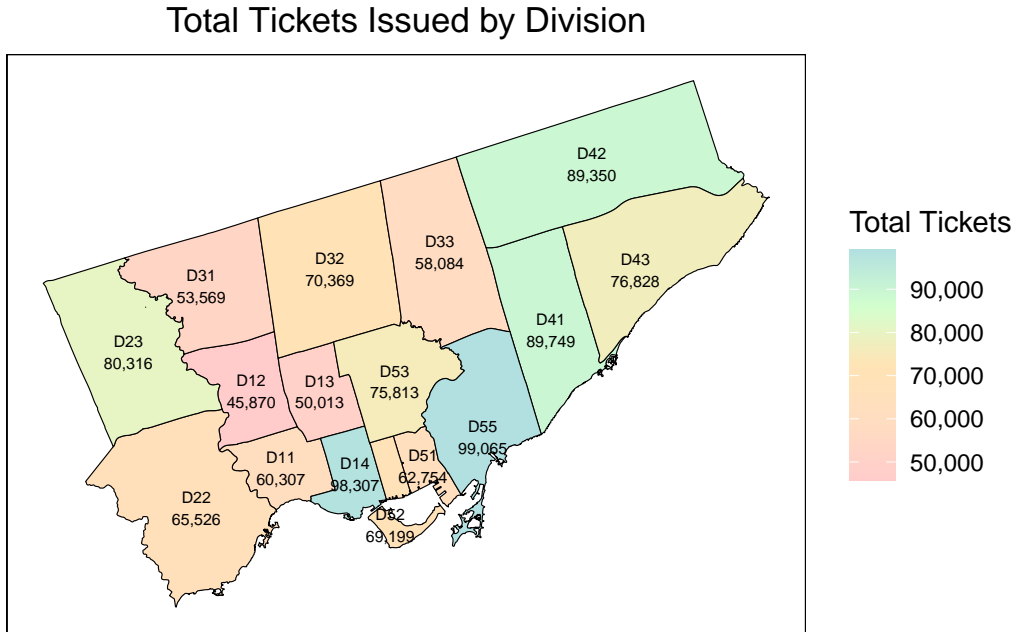 Total Tickets Issued by Division
D42
89,350
D33
58,084
D32
70,369
D43
76,828
D31
53,569
D41
89,749
D23
80,316
D53
75,813
D12
45,870
D13
50,013
D55
99,065
D51
62,754
D11
60,307
D14
98,307
D22
65,526
D52
69,199
Total Tickets
90,000
80,000
70,000
60,000
50,000